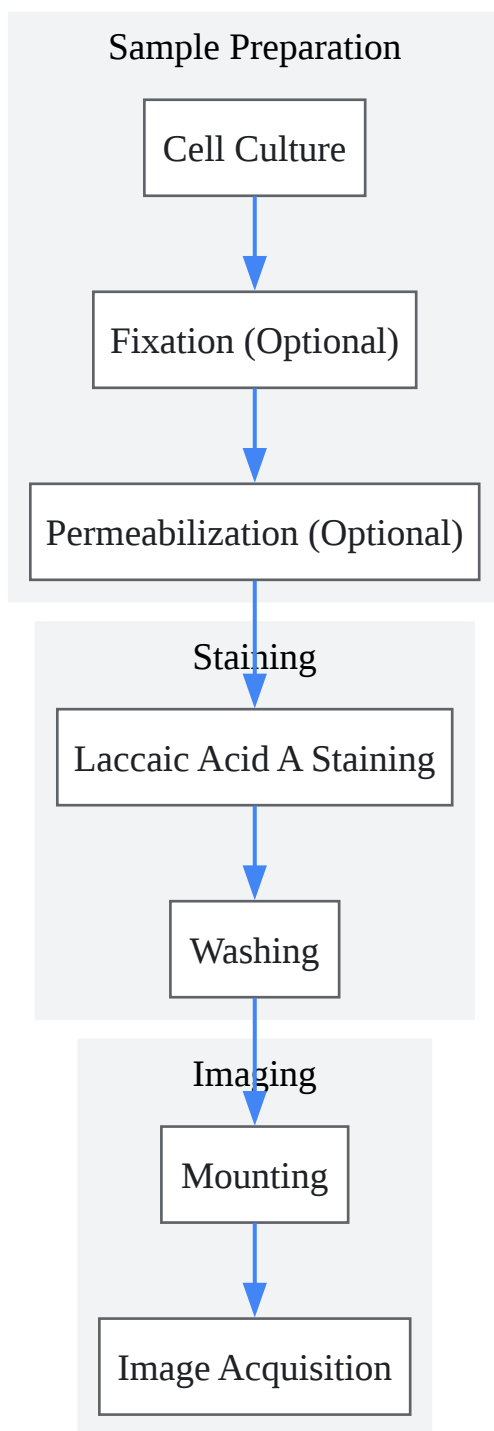 Sample Preparation
Cell Culture
Fixation (Optional)
Permeabilization (Optional)
Staining
Laccaic Acid A Staining
Washing
Imaging
Mounting
Image Acquisition